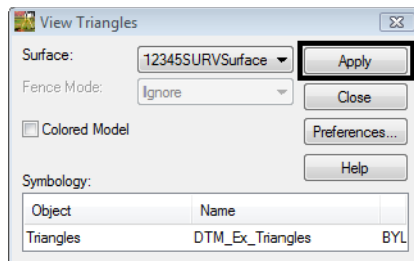 View Triangles
Surface: 12345SURVSurface Apply
Fence Mode: Ignore Close
Colored Model Preferences...
Help
Symbology:
Object Name
Triangles DTM_Ex_Triangles BYL